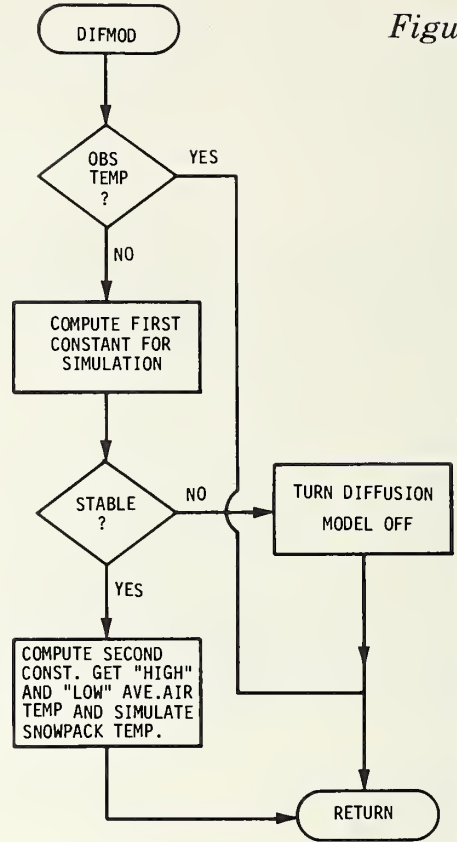 Figu
DIFMOD
OBS
TEMP
?
YES
NO
COMPUTE FIRST
CONSTANT FOR
SIMULATION
STABLE
?
NO
TURN DIFFUSION
MODEL OFF
YES
COMPUTE SECOND
CONST. GET "HIGH"
AND "LOW" AVE.AIR
TEMP AND SIMULATE
SNOWPACK TEMP.
RETURN